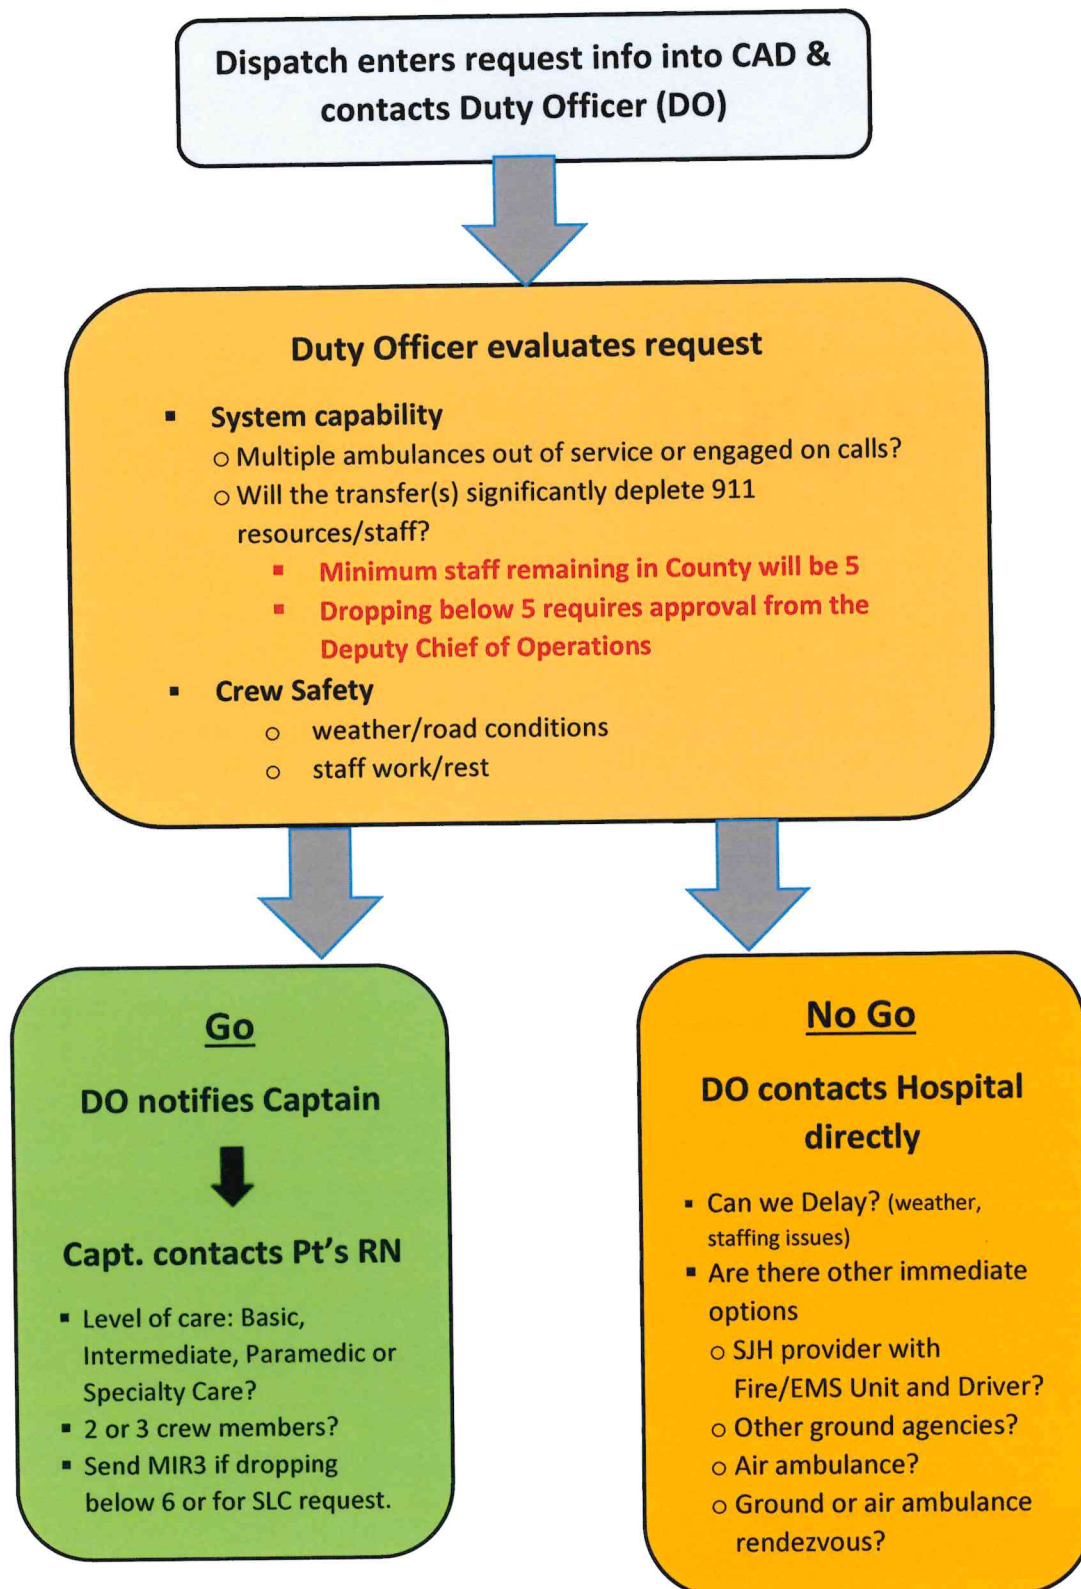 Dispatch enters request info into CAD &
contacts Duty Officer (DO)
Duty Officer evaluates request
▪ System capability
o Multiple ambulances out of service or engaged on calls?
o Will the transfer(s) significantly deplete 911
resources/staff?
▪ Minimum staff remaining in County will be 5
▪ Dropping below 5 requires approval from the
Deputy Chief of Operations
▪ Crew Safety
o weather/road conditions
o staff work/rest
Go
DO notifies Captain
Capt. contacts Pt's RN
▪ Level of care: Basic,
Intermediate, Paramedic or
Specialty Care?
▪ 2 or 3 crew members?
▪ Send MIR3 if dropping
below 6 or for SLC request.
No Go
DO contacts Hospital
directly
▪ Can we Delay? (weather,
staffing issues)
▪ Are there other immediate
options
o SJH provider with
Fire/EMS Unit and Driver?
o Other ground agencies?
o Air ambulance?
o Ground or air ambulance
rendezvous?